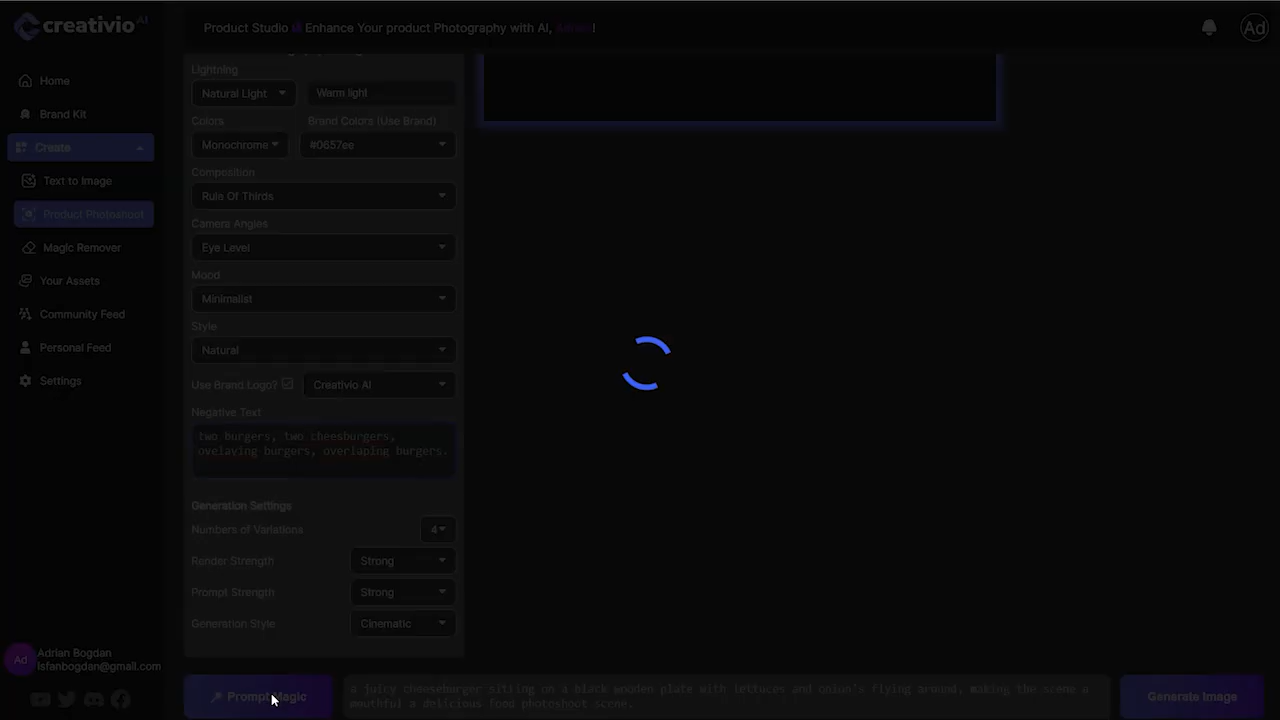 creativio AI
Product Studio Enhance Your product Photography with AI, !
Ad
Home
Brand Kit
Create
Text to Image
Product Photoshoot
Magic Remover
Your Assets
Community Feed
Personal Feed
Settings
Ad
Adrian Bogdan
isfanbogdan@gmail.com
Lightning
Natural Light
Warm light
Colors
Brand Colors (Use Brand)
Monochrome
#0657ee
Composition
Rule Of Thirds
Camera Angles
Eye Level
Mood
Minimalist
Style
Natural
Use Brand Logo?
Creativio AI
Negative Text
two burgers, two cheesburgers,
ovelaying burgers, overlaping burgers.
Generation Settings
Numbers of Variations
4
Render Strength
Strong
Prompt Strength
Strong
Generation Style
Cinematic
Prompt Magic
a juicy cheeseburger sitting on a black wooden plate with lettuces and onion's flying around, making the scene a
mouthful a delicious food photoshoot scene.
Generate Image